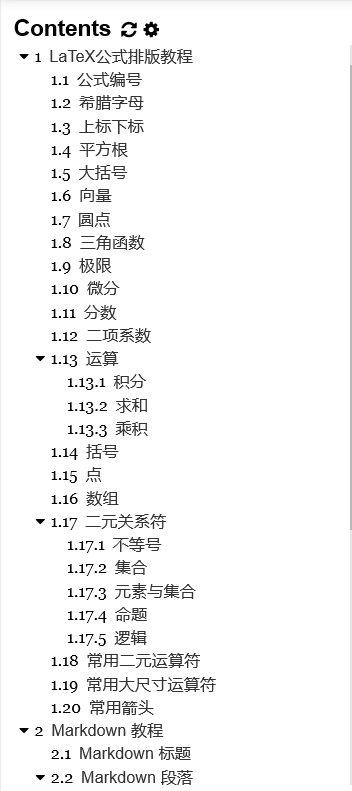 Contents
1 LaTeX公式排版教程
1.1 公式编号
1.2 希腊字母
1.3 上标下标
1.4 平方根
1.5 大括号
1.6 向量
1.7 圆点
1.8 三角函数
1.9 极限
1.10 微分
1.11 分数
1.12 二项系数
1.13 运算
1.13.1 积分
1.13.2 求和
1.13.3 乘积
1.14 括号
1.15 点
1.16 数组
1.17 二元关系符
1.17.1 不等号
1.17.2 集合
1.17.3 元素与集合
1.17.4 命题
1.17.5 逻辑
1.18 常用二元运算符
1.19 常用大尺寸运算符
1.20 常用箭头
2 Markdown 教程
2.1 Markdown 标题
2.2 Markdown 段落